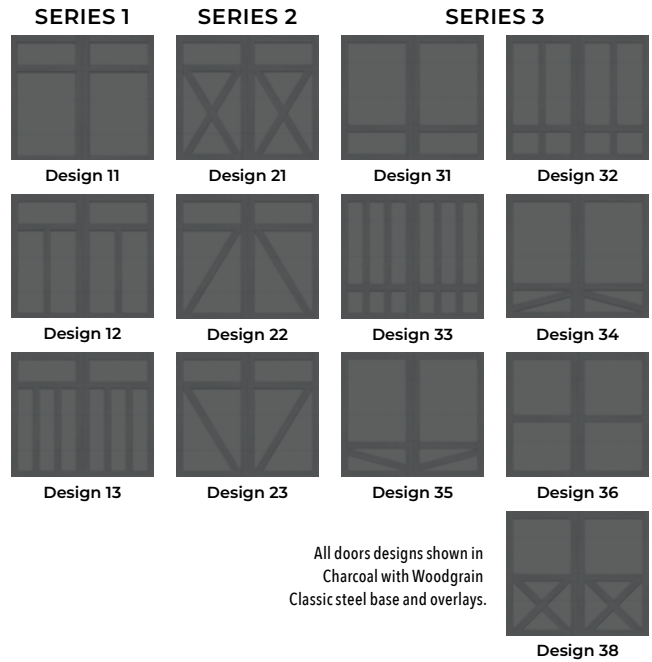 SERIES 1
SERIES 2
SERIES 3
Design 11
Design 21
Design 31
Design 32
Design 12
Design 22
Design 33
Design 34
Design 13
Design 23
Design 35
Design 36
All doors designs shown in
Charcoal with Woodgrain
Classic steel base and overlays.
Design 38